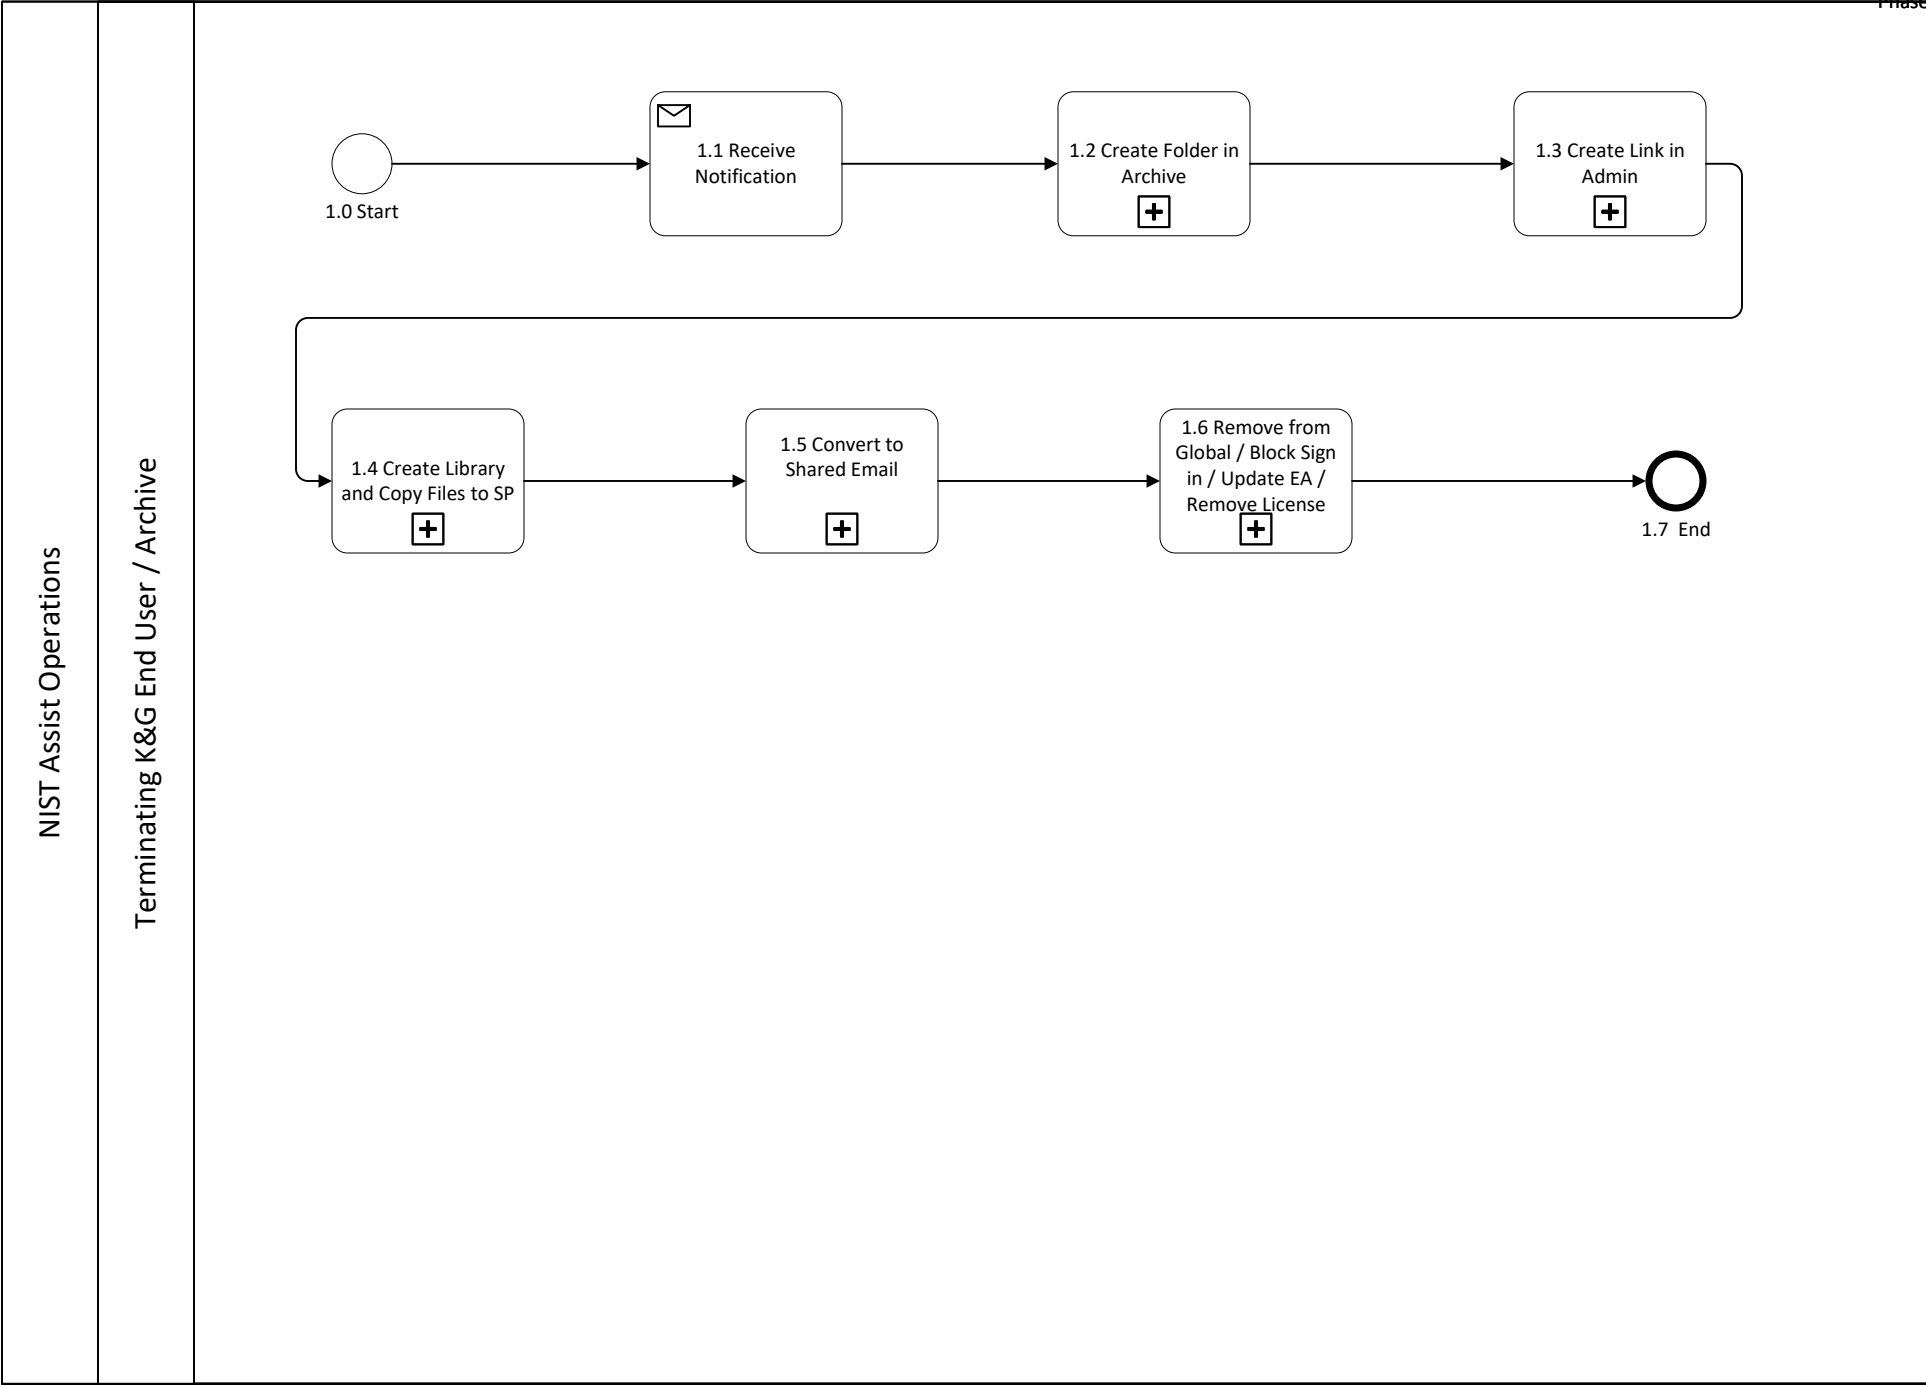 Phase
NIST Assist Operations
Terminating K&G End User / Archive
1.0 Start
1.1 Receive
Notification
1.2 Create Folder in
Archive
1.3 Create Link in
Admin
1.4 Create Library
and Copy Files to SP
1.5 Convert to
Shared Email
1.6 Remove from
Global / Block Sign
in / Update EA /
Remove License
1.7  End